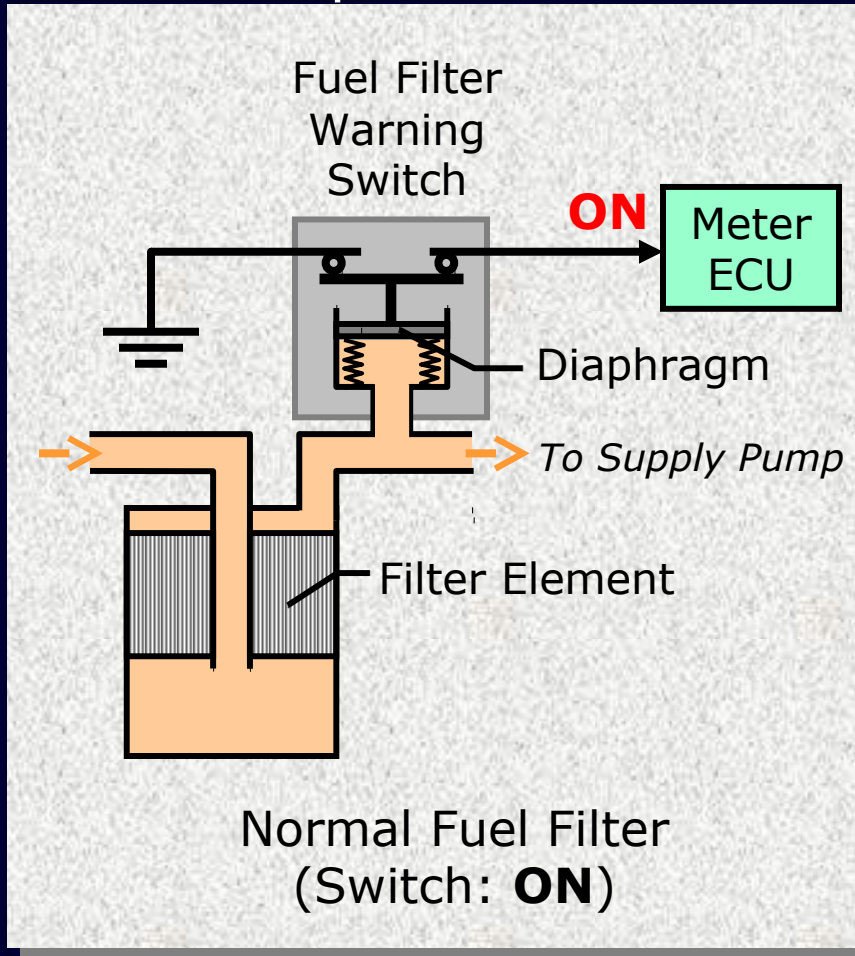 Fuel Filter
Warning
Switch
ON
Meter
ECU
Diaphragm
To Supply Pump
Filter Element
Normal Fuel Filter
(Switch: ON)